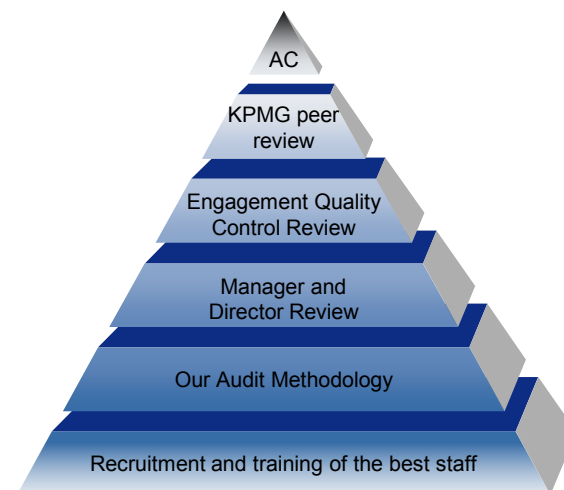 AC
KPMG peer
review
Engagement Quality
Control Review
Manager and
Director Review
Our Audit Methodology
Recruitment and training of the best staff